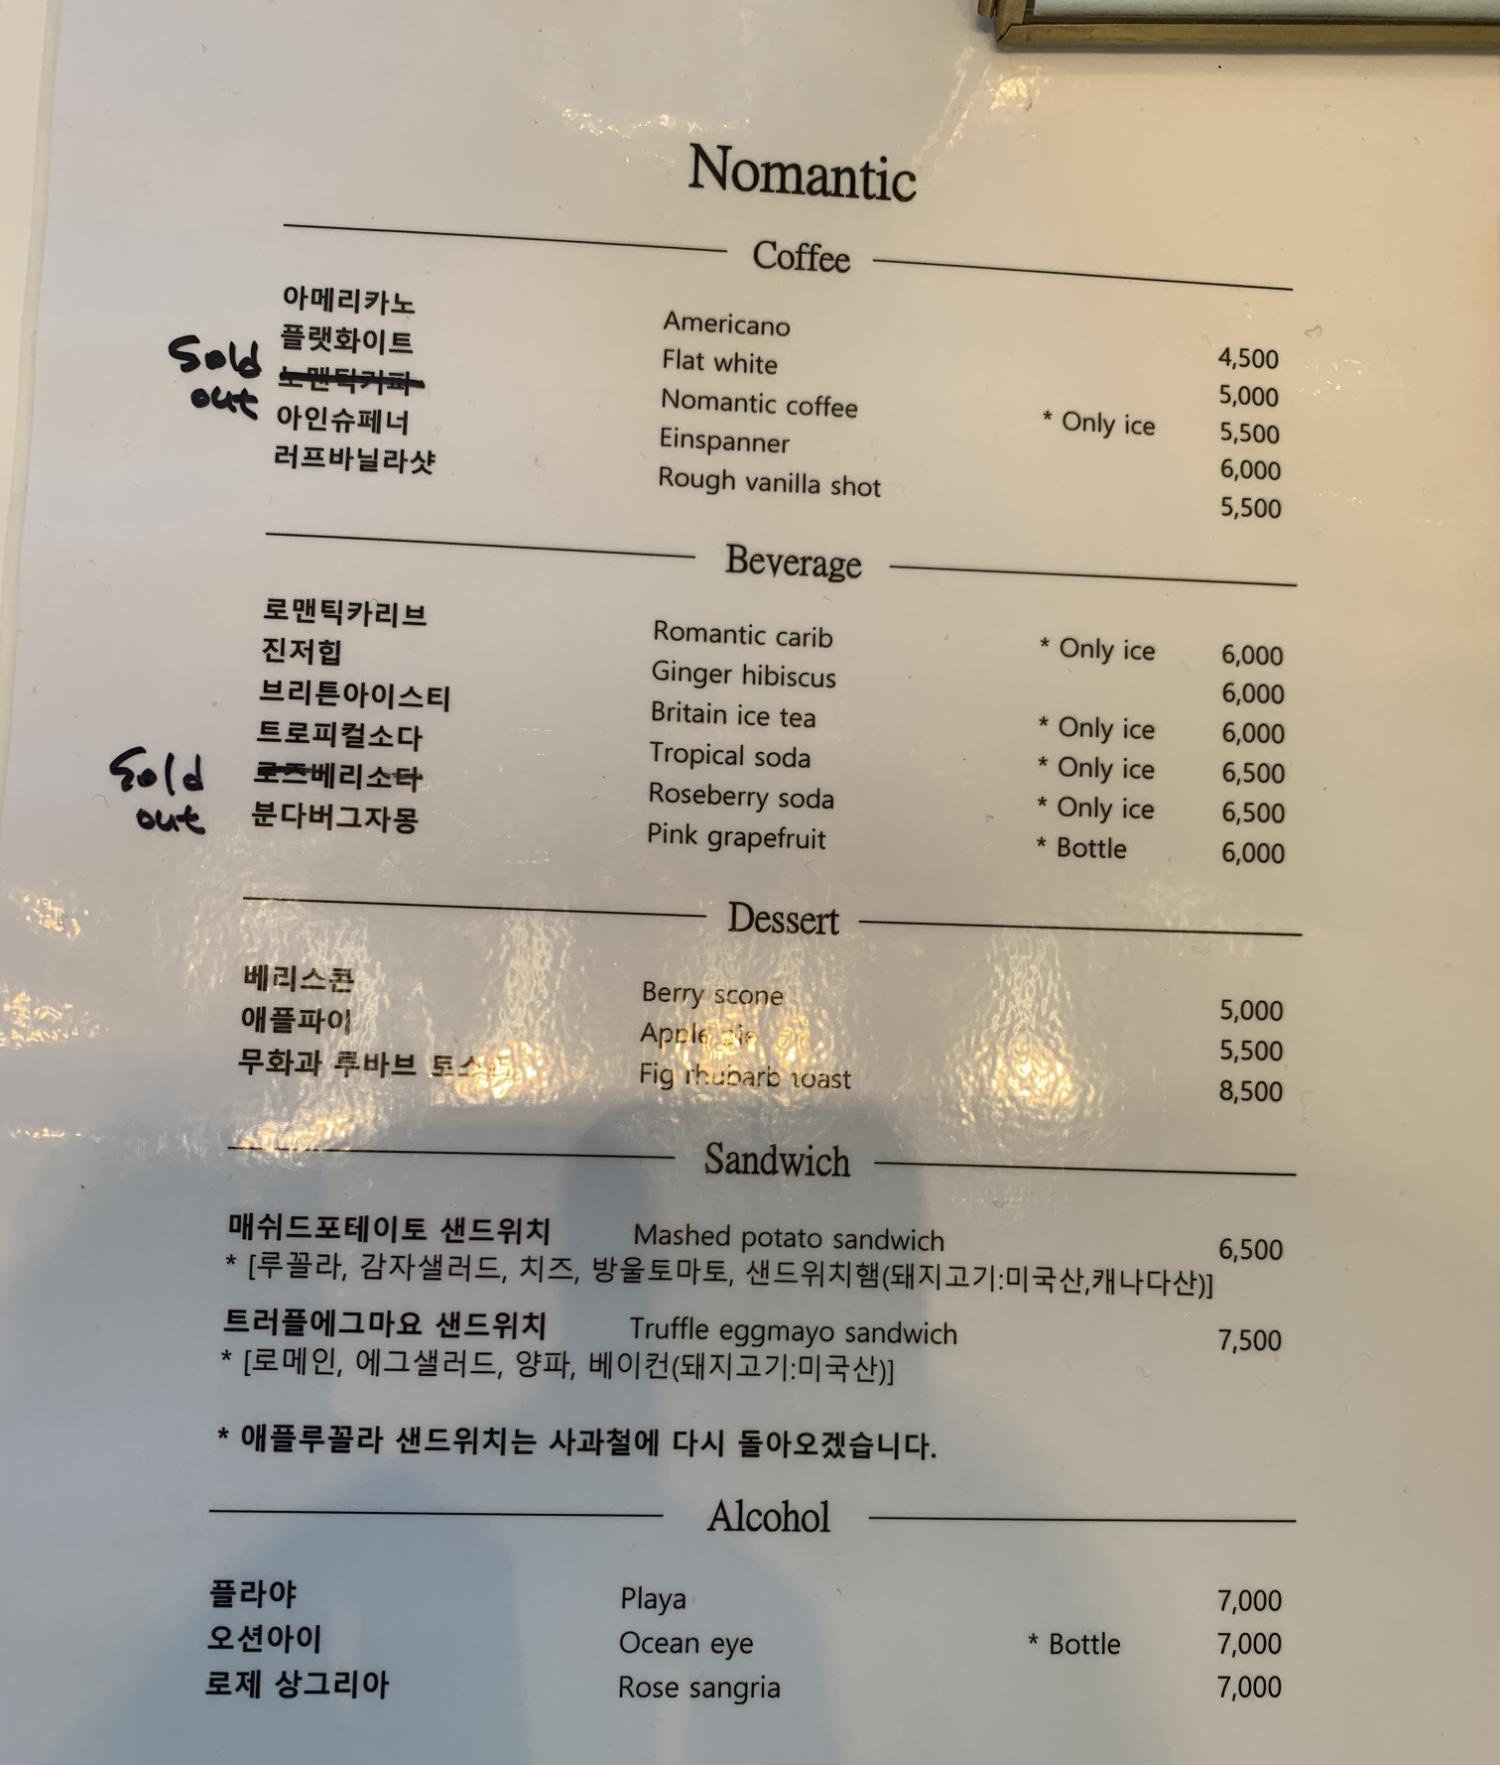 Nomantic
Coffee
아메리카노 Americano 4,500
플랫화이트 Flat white 5,000
Sold out 노맨틱커피 Nomantic coffee * Only ice 5,500
아인슈페너 Einspanner 6,000
러프바닐라샷 Rough vanilla shot 5,500
Beverage
로맨틱카리브 Romantic carib * Only ice 6,000
진저힙 Ginger hibiscus 6,000
브리튼아이스티 Britain ice tea * Only ice 6,000
트로피컬소다 Tropical soda * Only ice 6,500
Sold out 로즈베리소다 Roseberry soda * Only ice 6,500
분다버그자몽 Pink grapefruit * Bottle 6,000
Dessert
베리스콘 Berry scone 5,000
애플파이 Apple pie 5,500
무화과 루바브 토스트 Fig rhubarb toast 8,500
Sandwich
매쉬드포테이토 샌드위치 Mashed potato sandwich 6,500
* [루꼴라, 감자샐러드, 치즈, 방울토마토, 샌드위치햄(돼지고기:미국산,캐나다산)]
트러플에그마요 샌드위치 Truffle eggmayo sandwich 7,500
* [로메인, 에그샐러드, 양파, 베이컨(돼지고기:미국산)]
* 애플루꼴라 샌드위치는 사과철에 다시 돌아오겠습니다.
Alcohol
플라야 Playa 7,000
오션아이 Ocean eye * Bottle 7,000
로제 상그리아 Rose sangria 7,000